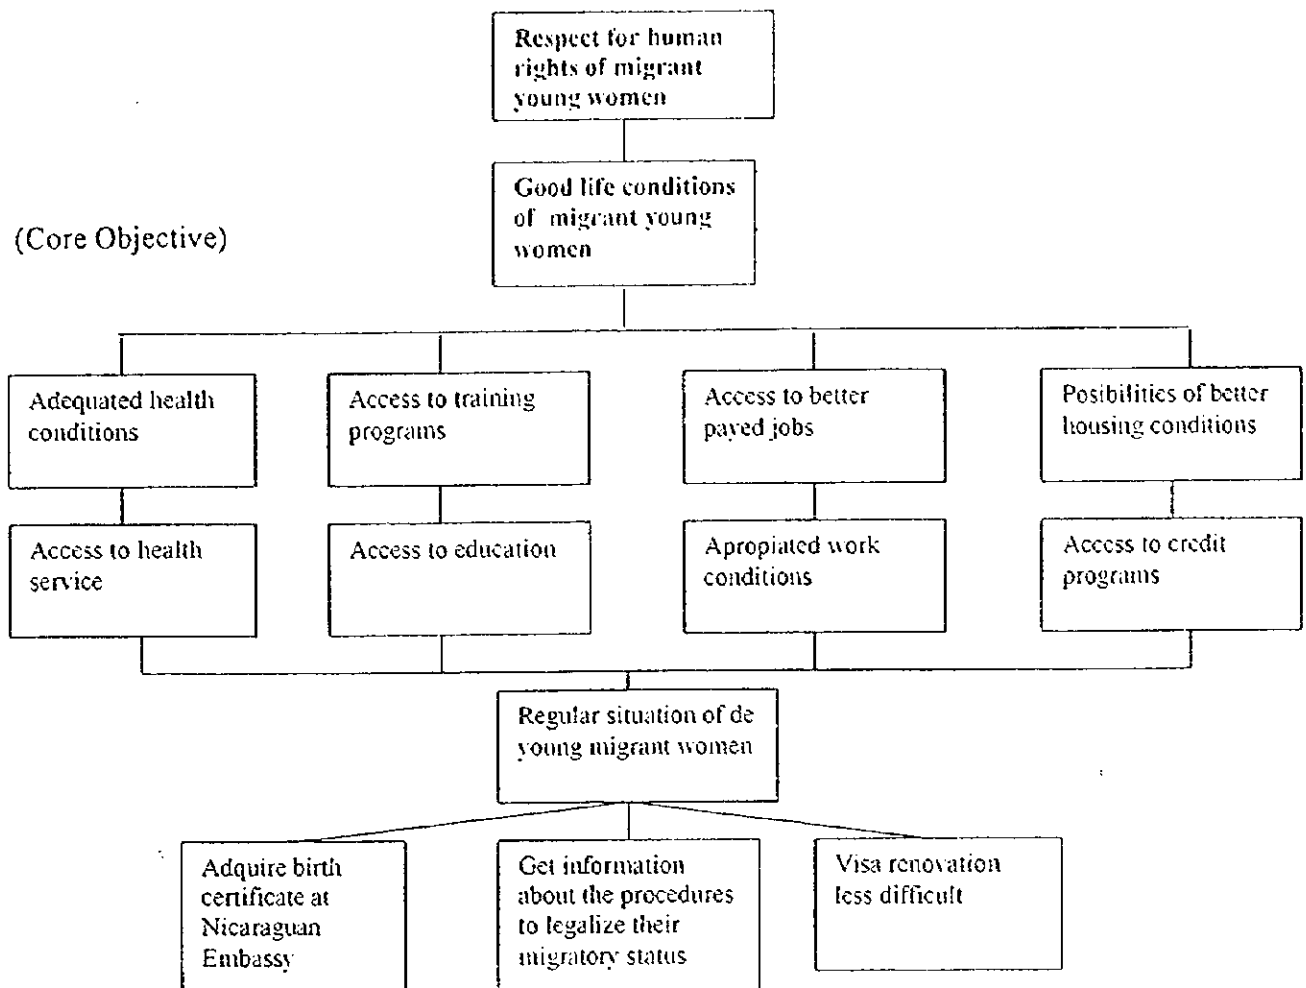 Respect for human
rights of migrant
young women
Good life conditions
of migrant young
women
(Core Objective)
Adequated health
conditions
Access to training
programs
Access to better
payed jobs
Posibilities of better
housing conditions
Access to health
service
Access to education
Apropiated work
conditions
Access to credit
programs
Regular situation of de
young migrant women
Adquire birth
certificate at
Nicaraguan
Embassy
Get information
about the procedures
to legalize their
migratory status
Visa renovation
less difficult